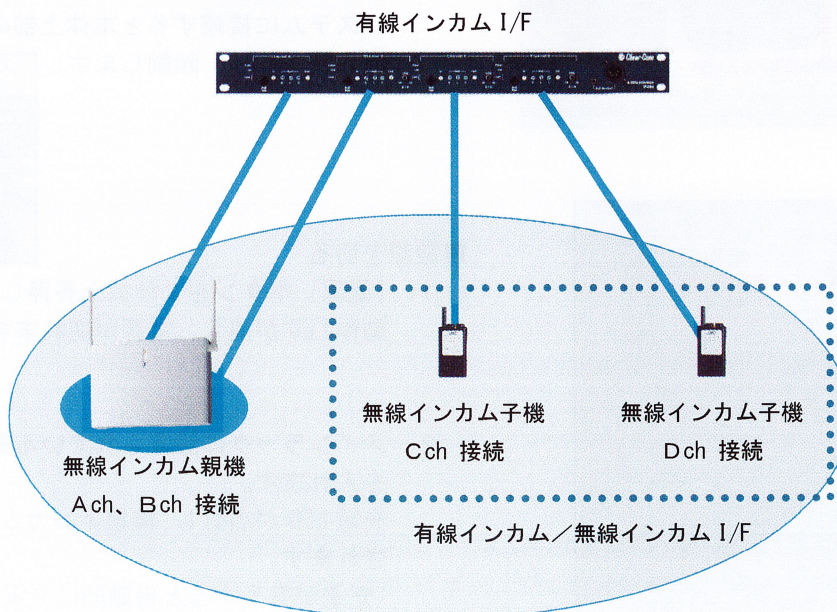 有線インカム I/F
Clear-Com
無線インカム子機
Cch 接続
無線インカム子機
Dch 接続
無線インカム親機
Ach、Bch 接続
有線インカム／無線インカム I/F